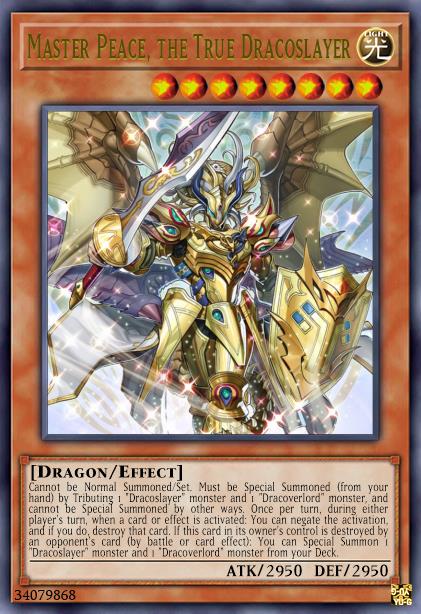 MASTER PEACE, THE TRUE DRACOSLAYER
LIGHT
光
[DRAGON/EFFECT]
Cannot be Normal Summoned/Set. Must be Special Summoned (from your
hand) by Tributing 1 "Dracoslayer" monster and 1 "Dracoverlord" monster, and
cannot be Special Summoned by other ways. Once per turn, during either
player's turn, when a card or effect is activated: You can negate the activation,
and if you do, destroy that card. If this card in its owner's control is destroyed by
an opponent's card (by battle or card effect): You can Special Summon 1
"Dracoslayer" monster and 1 "Dracoverlord" monster from your Deck.
ATK/2950 DEF/2950
34079868